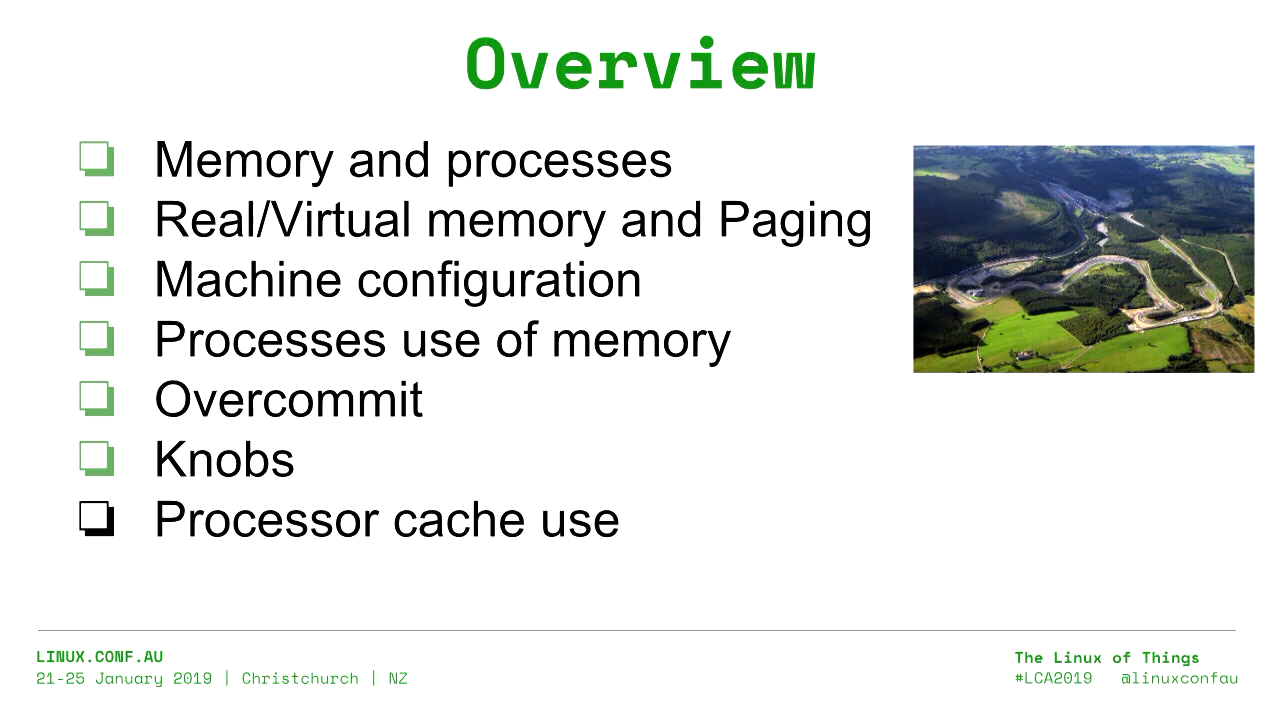 Overview
❏ Memory and processes
❏ Real/Virtual memory and Paging
❏ Machine configuration
❏ Processes use of memory
❏ Overcommit
❏ Knobs
❏ Processor cache use
LINUX.CONF.AU
21-25 January 2019 | Christchurch | NZ
The Linux of Things
#LCA2019 @linuxconfau